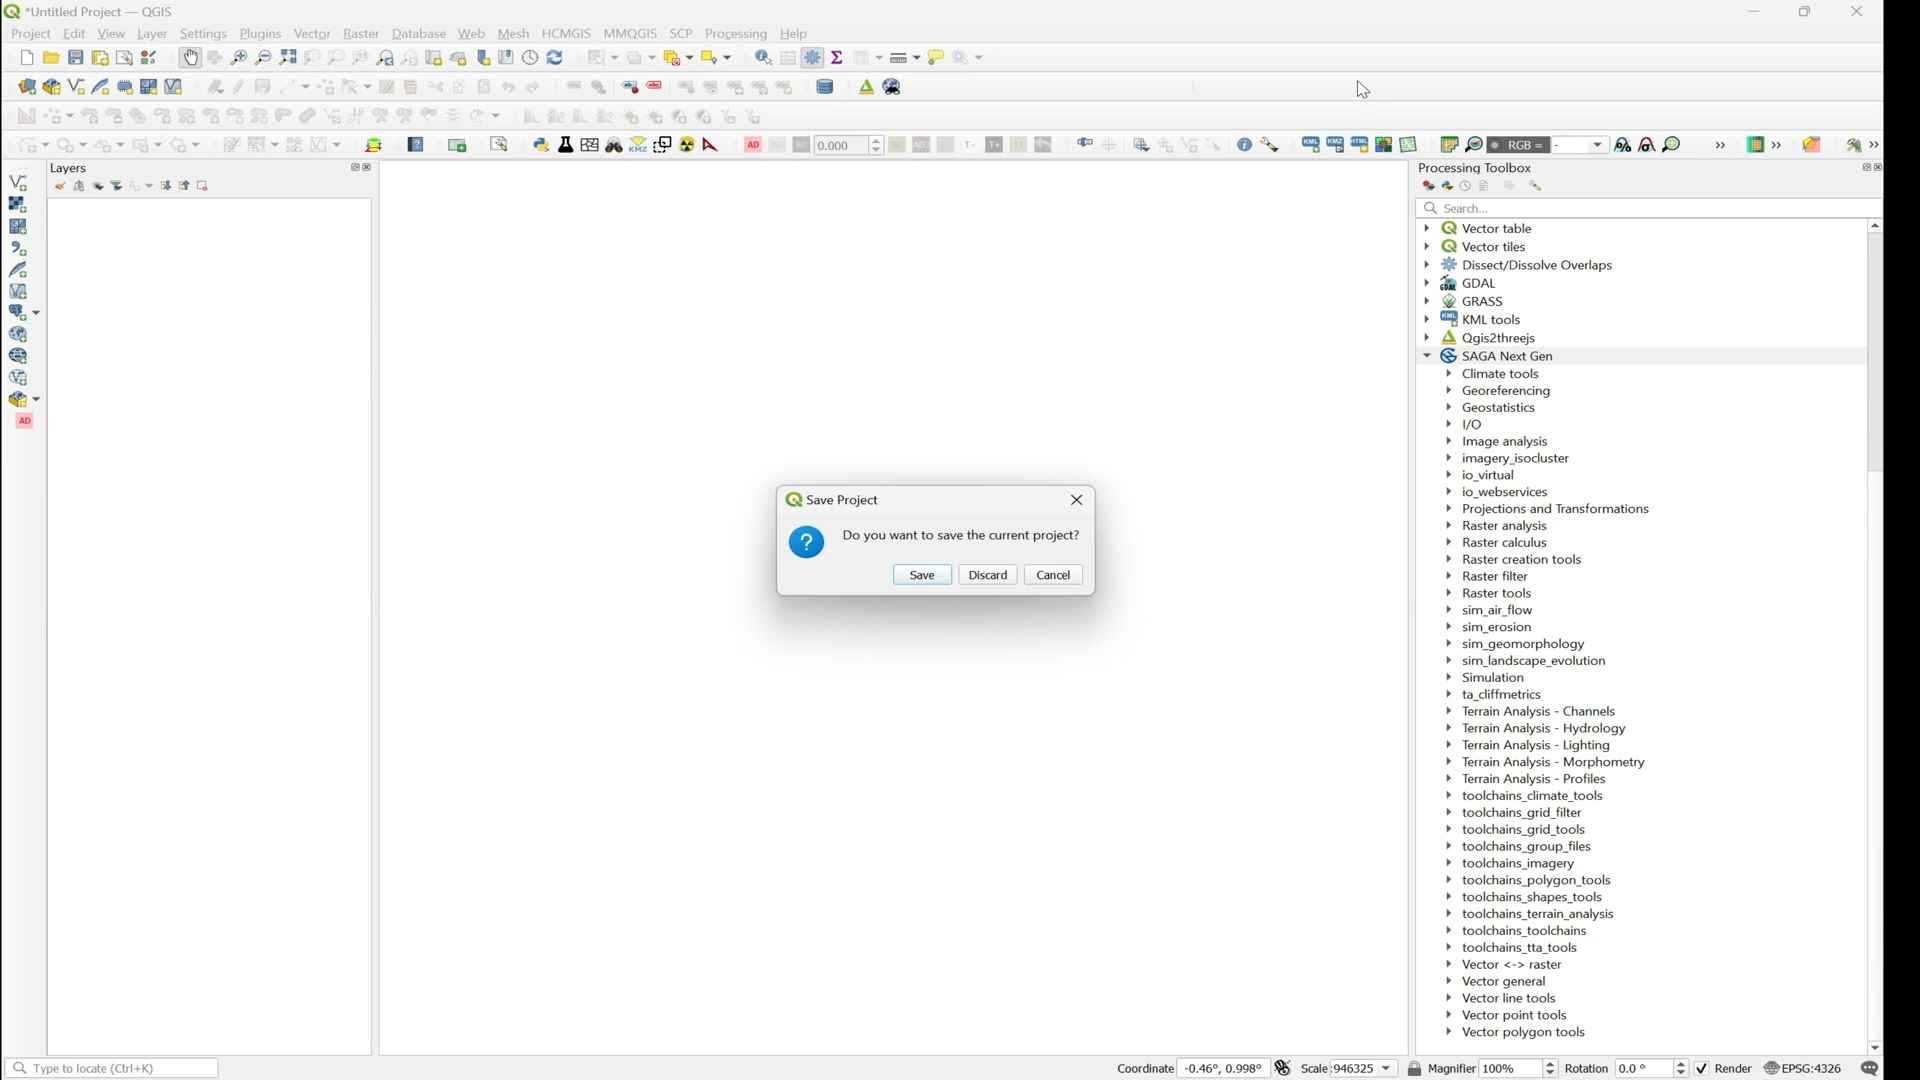 *Untitled Project — QGIS
Project Edit View Layer Settings Plugins Vector Raster Database Web Mesh HCMGIS MMQGIS SCP Processing Help
KMZ AD 0.000 T- T+ KML KMZ HTML RGB = -
Layers
AD
Processing Toolbox
Search...
Vector table
Vector tiles
Dissect/Dissolve Overlaps
GDAL
GRASS
KML tools
Qgis2threejs
SAGA Next Gen
Climate tools
Georeferencing
Geostatistics
I/O
Image analysis
imagery_isocluster
io_virtual
io_webservices
Projections and Transformations
Raster analysis
Raster calculus
Raster creation tools
Raster filter
Raster tools
sim_air_flow
sim_erosion
sim_geomorphology
sim_landscape_evolution
Simulation
ta_cliffmetrics
Terrain Analysis - Channels
Terrain Analysis - Hydrology
Terrain Analysis - Lighting
Terrain Analysis - Morphometry
Terrain Analysis - Profiles
toolchains_climate_tools
toolchains_grid_filter
toolchains_grid_tools
toolchains_group_files
toolchains_imagery
toolchains_polygon_tools
toolchains_shapes_tools
toolchains_terrain_analysis
toolchains_toolchains
toolchains_tta_tools
Vector <-> raster
Vector general
Vector line tools
Vector point tools
Vector polygon tools
Save Project
Do you want to save the current project?
Save Discard Cancel
Type to locate (Ctrl+K)
Coordinate -0.46°, 0.998° Scale :946325 Magnifier 100% Rotation 0.0 ° Render EPSG:4326